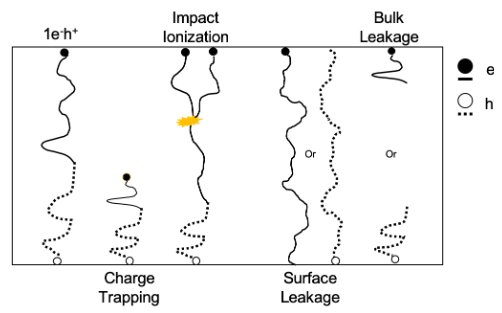 Impact
Ionization
Bulk
Leakage
1e⁻h⁺
e
h
Or
Or
Charge
Trapping
Surface
Leakage